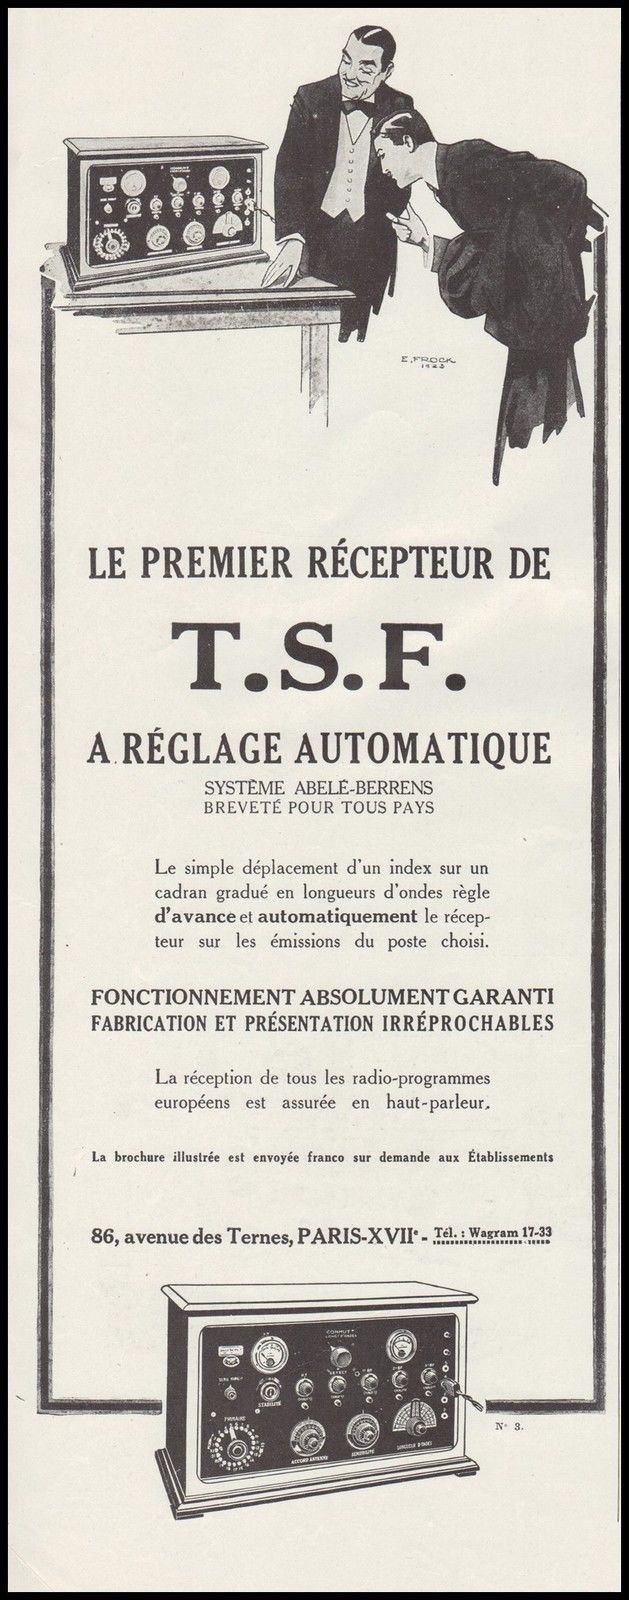 E. FROCK
LE PREMIER RÉCEPTEUR DE
T.S.F.
A RÉGLAGE AUTOMATIQUE
SYSTÈME ABELÉ-BERRENS
BREVETÉ POUR TOUS PAYS
Le simple déplacement d'un index sur un
cadran gradué en longueurs d'ondes règle
d'avance et automatiquement le récep-
teur sur les émissions du poste choisi.
FONCTIONNEMENT ABSOLUMENT GARANTI
FABRICATION ET PRÉSENTATION IRRÉPROCHABLES
La réception de tous les radio-programmes
européens est assurée en haut-parleur.
La brochure illustrée est envoyée franco sur demande aux Établissements
86, avenue des Ternes, PARIS-XVIIe - Tél. : Wagram 17-33
STABILITÉ
PRIMAIRE
ACCORD ANTENNE
SENSIBILITÉ
LONGUEUR D'ONDES
N° 3.